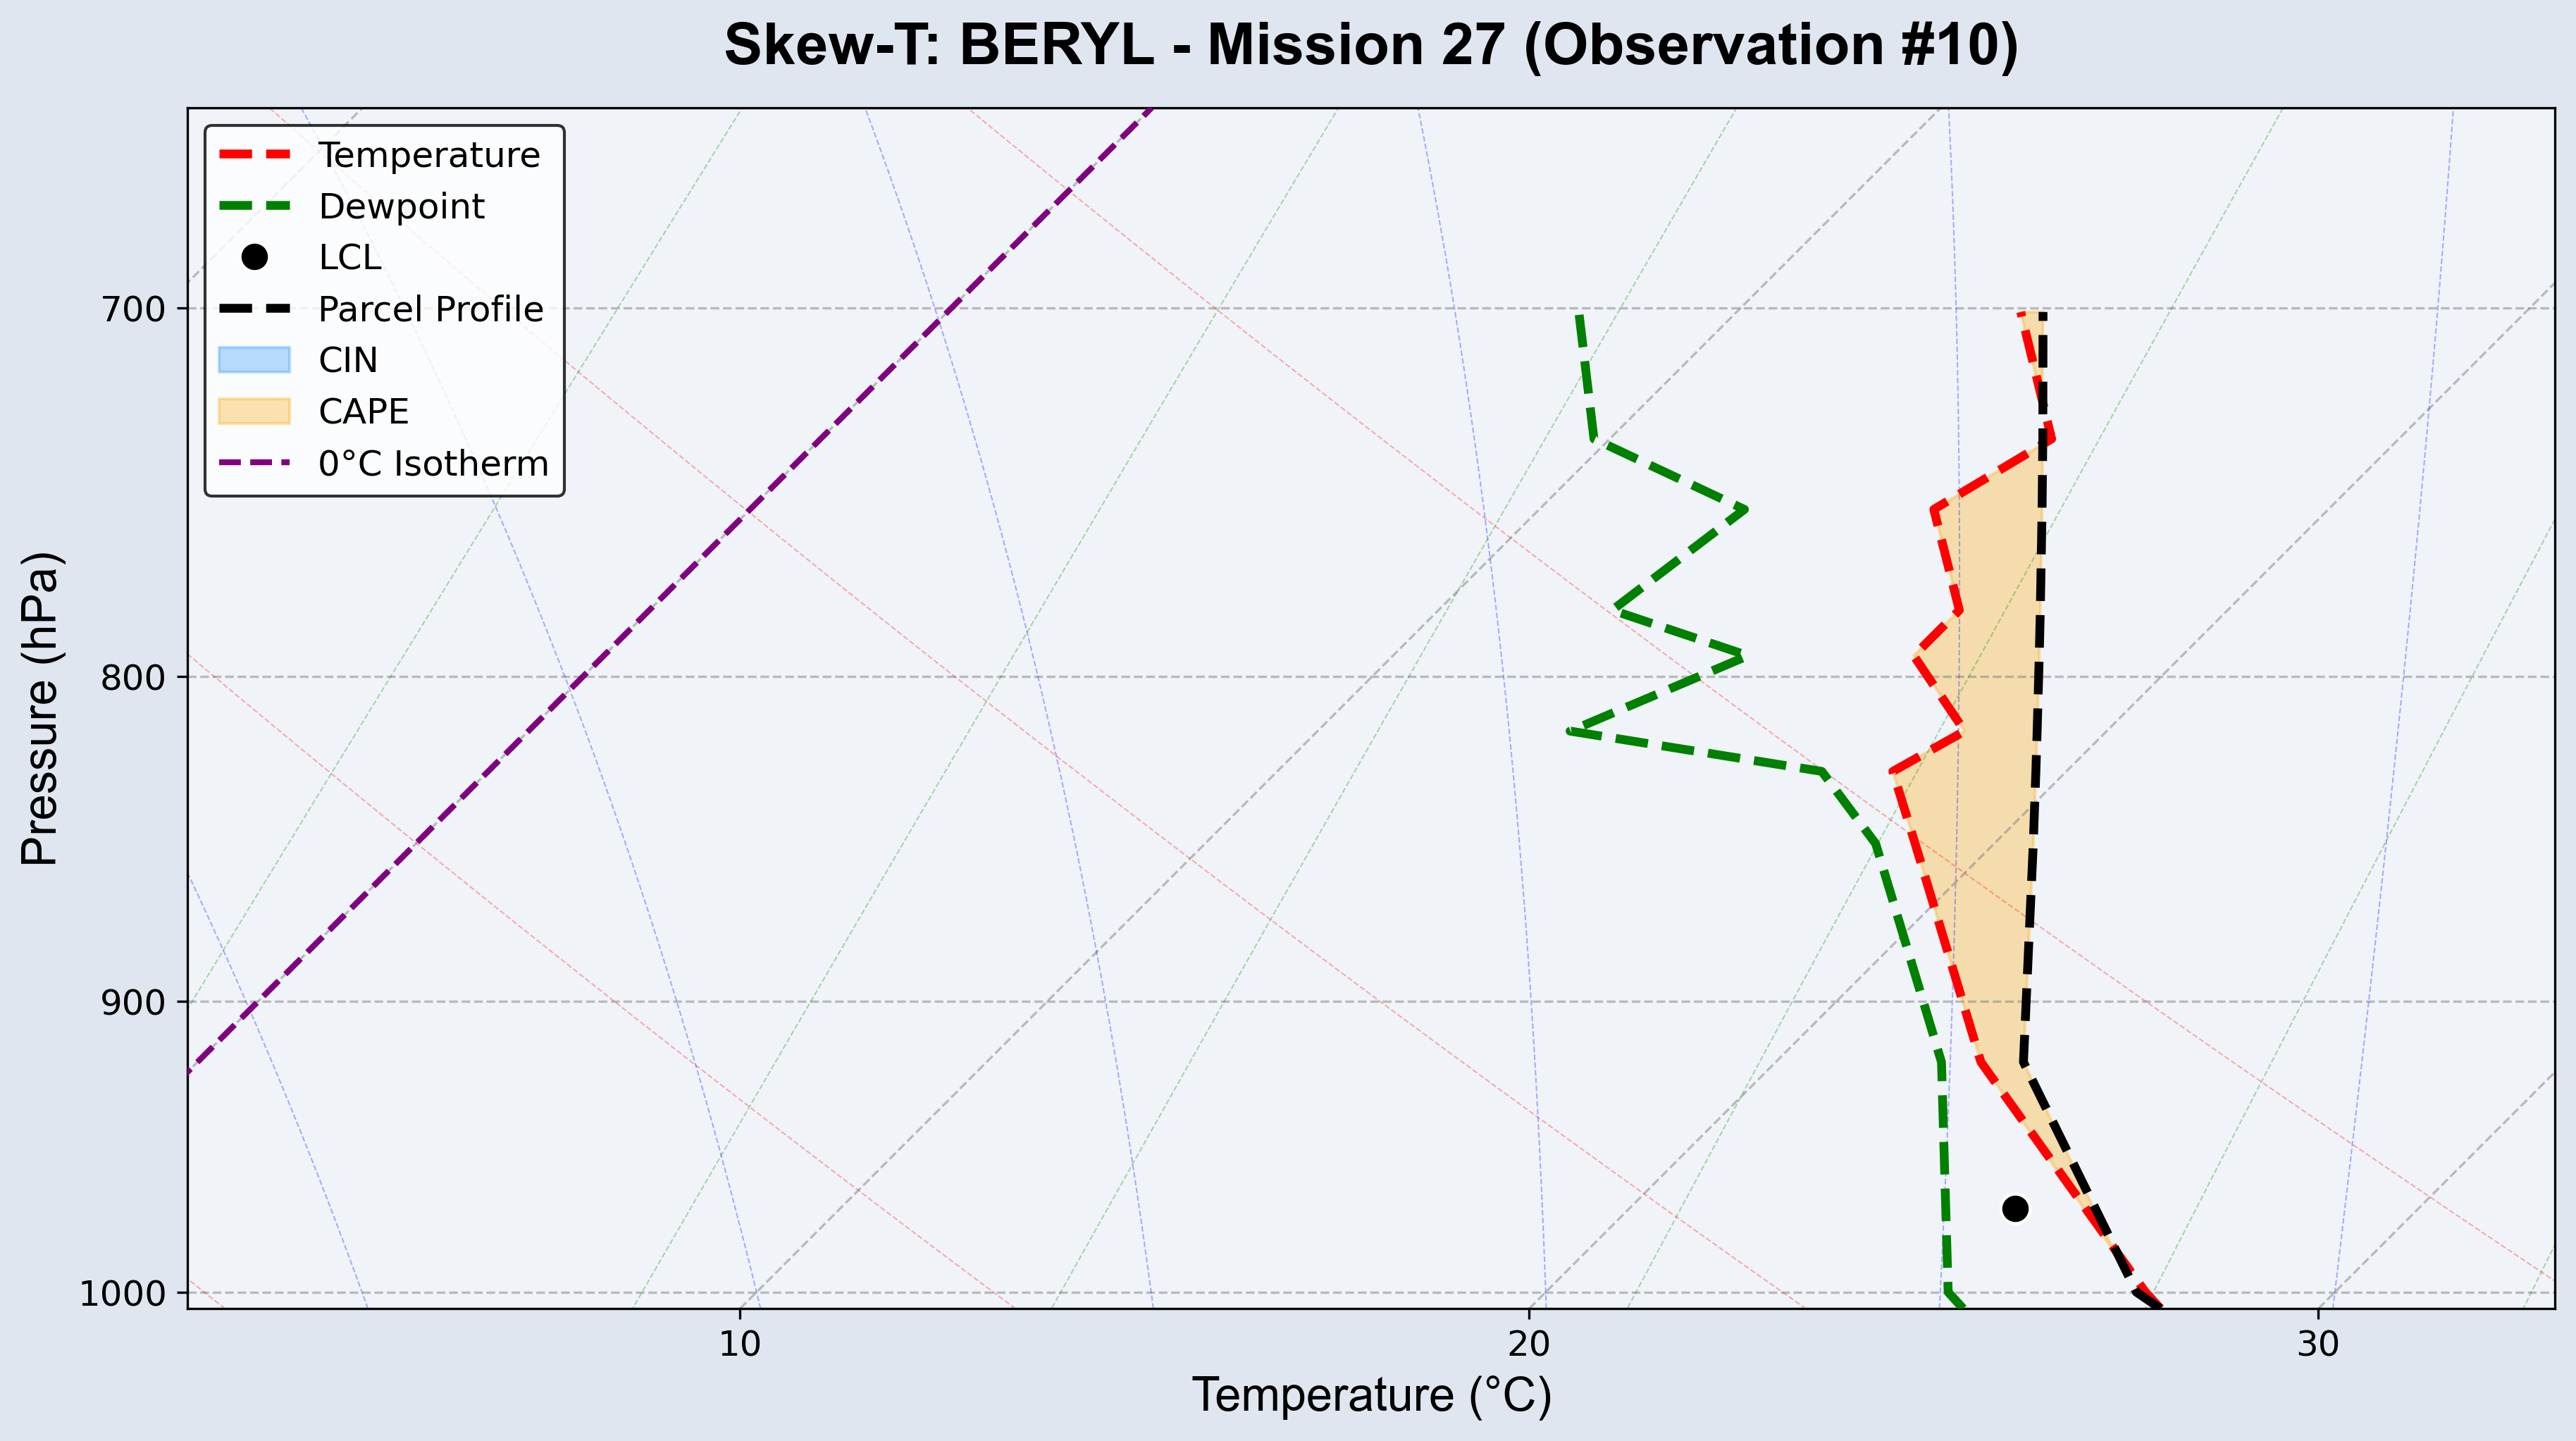 Skew-T: BERYL - Mission 27 (Observation #10)
Temperature
Dewpoint
LCL
Parcel Profile
CIN
CAPE
0°C Isotherm
Pressure (hPa)
700
800
900
1000
10 20 30
Temperature (°C)